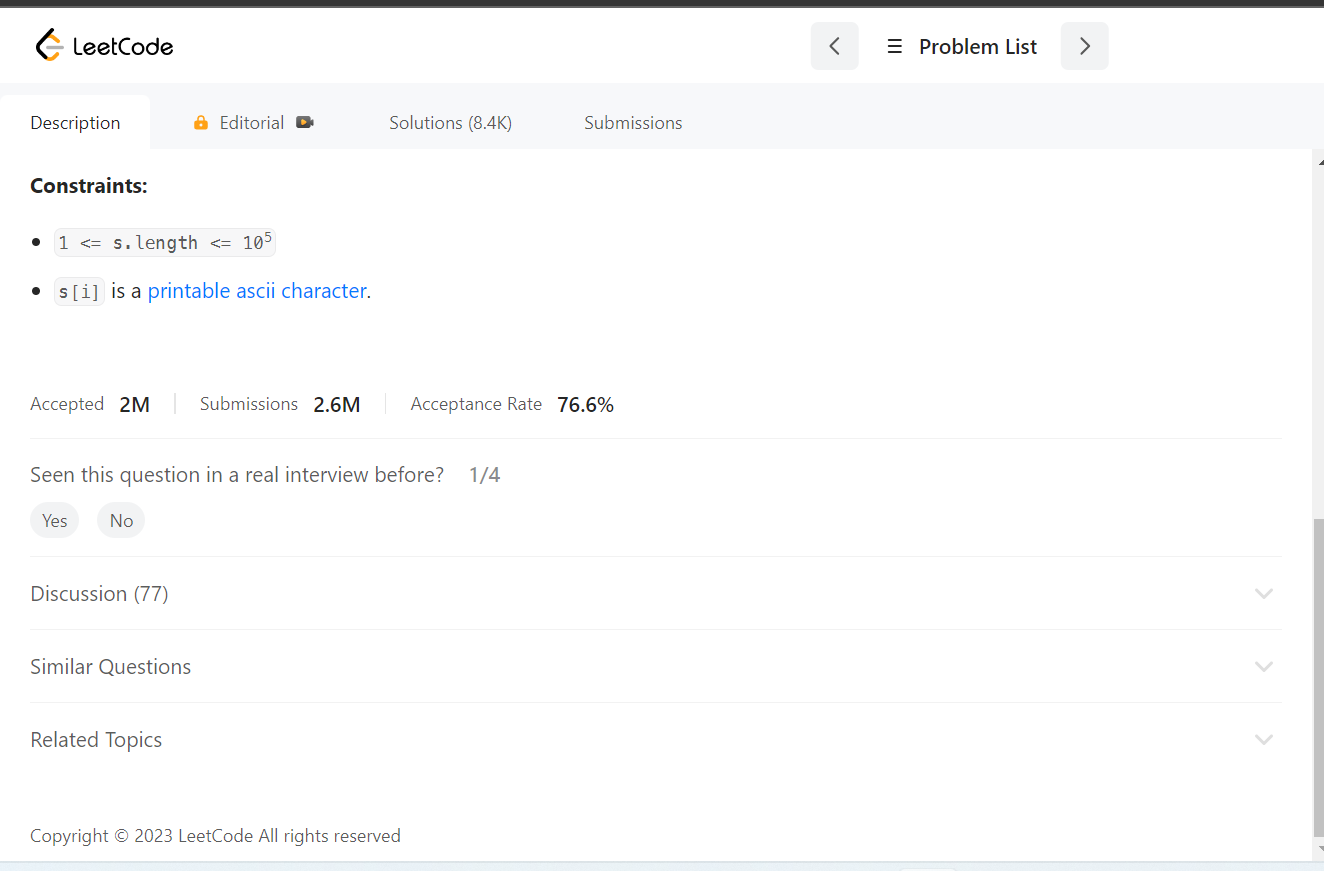 LeetCode
Problem List
Description Editorial Solutions (8.4K) Submissions
Constraints:
• 1 <= s.length <= 10⁵
• s[i] is a printable ascii character.
Accepted 2M Submissions 2.6M Acceptance Rate 76.6%
Seen this question in a real interview before? 1/4
Yes No
Discussion (77)
Similar Questions
Related Topics
Copyright © 2023 LeetCode All rights reserved